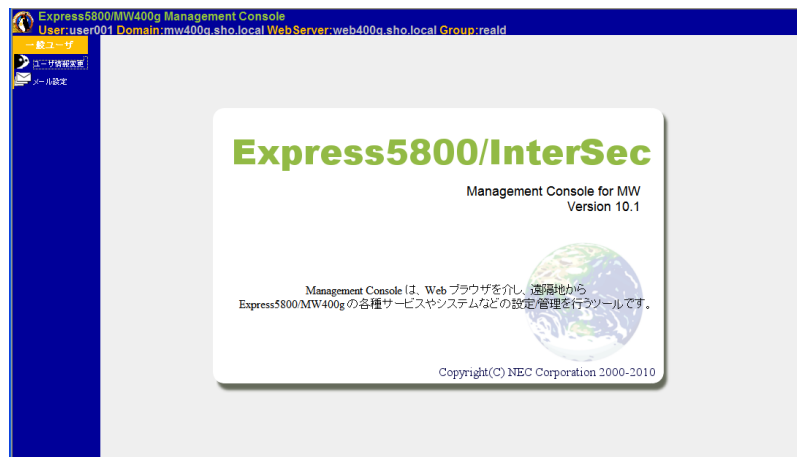 Express5800/MW400g Management Console
User:user001 Domain:mw400g.sho.local WebServer:web400g.sho.local Group:reald
一般ユーザ
ユーザ情報変更
メール設定
Express5800/InterSec
Management Console for MW
Version 10.1
Management Console は、Web ブラウザを介し、遠隔地から
Express5800/MW400g の各種サービスやシステムなどの設定/管理を行うツールです。
Copyright(C) NEC Corporation 2000-2010